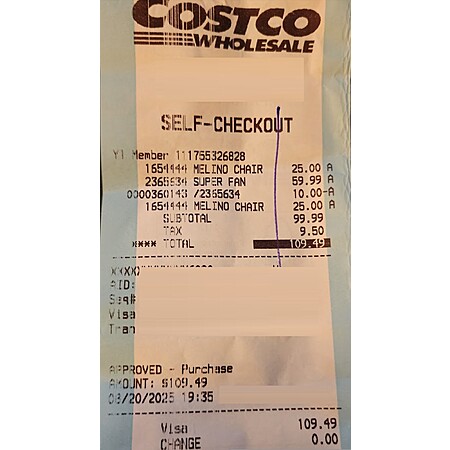 COSTCO
WHOLESALE
SELF-CHECKOUT
YI Member 111755326828
1654444 MELINO CHAIR 25.00 A
2365634 SUPER FAN 59.99 A
0000360143 /2365634 10.00-A
1654444 MELINO CHAIR 25.00 A
SUBTOTAL 99.99
TAX 9.50
**** TOTAL 109.49
AID:
Seq#
Visa
Tran
APPROVED - Purchase
AMOUNT: $109.49
08/20/2025 19:35
Visa 109.49
CHANGE 0.00